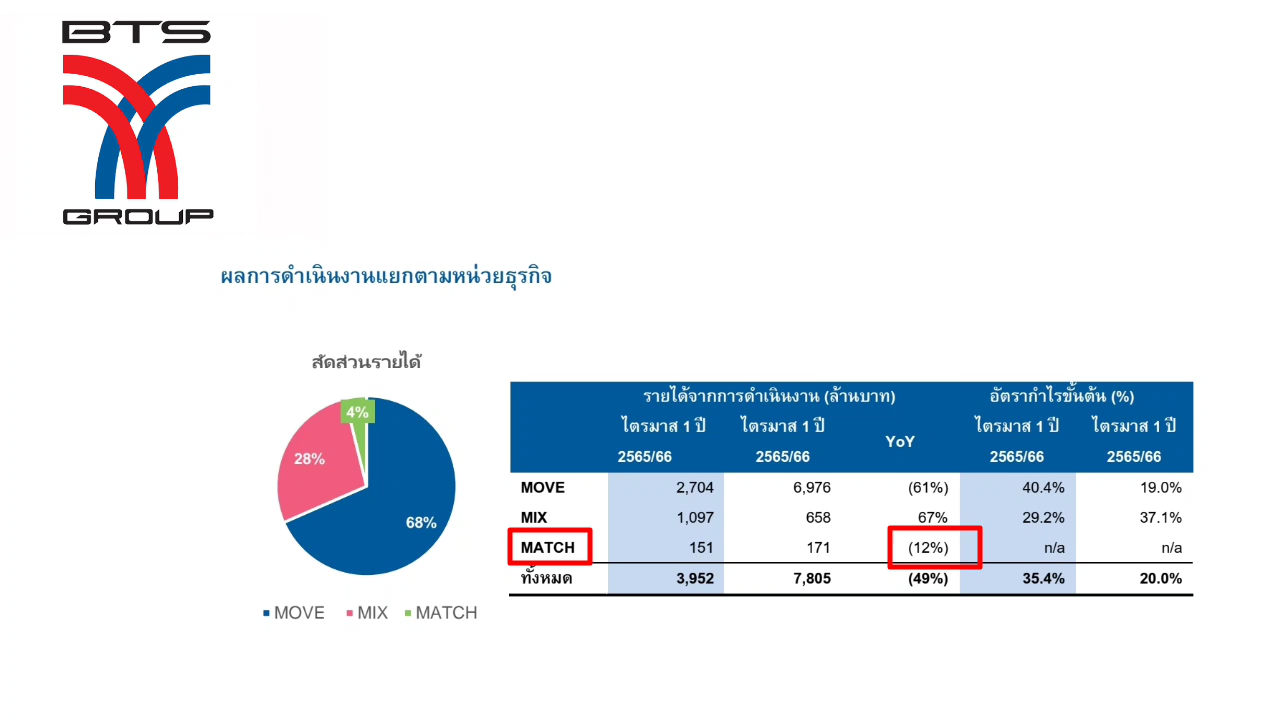 BTS
GROUP
ผลการดำเนินงานแยกตามหน่วยธุรกิจ
สัดส่วนรายได้
4%
28%
68%
MOVE MIX MATCH
รายได้จากการดำเนินงาน (ล้านบาท) อัตรากำไรขั้นต้น (%)
ไตรมาส 1 ปี 2565/66 ไตรมาส 1 ปี 2565/66 YoY ไตรมาส 1 ปี 2565/66 ไตรมาส 1 ปี 2565/66
MOVE 2,704 6,976 (61%) 40.4% 19.0%
MIX 1,097 658 67% 29.2% 37.1%
MATCH 151 171 (12%) n/a n/a
ทั้งหมด 3,952 7,805 (49%) 35.4% 20.0%